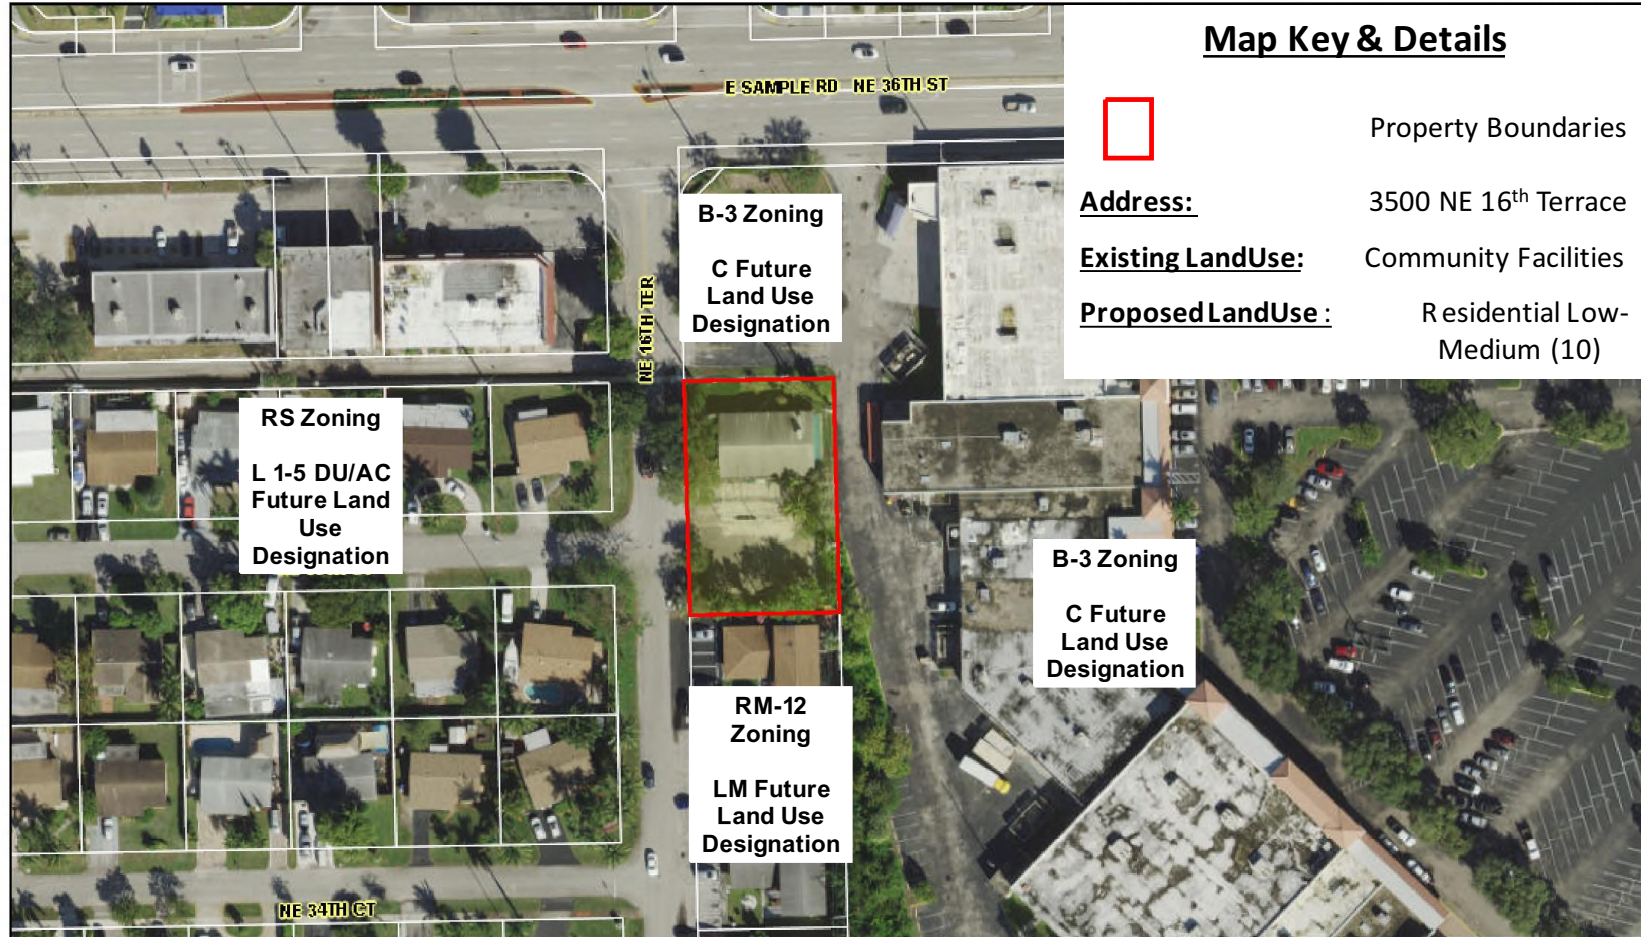 Map Key & Details
Property Boundaries
Address: 3500 NE 16th Terrace
Existing LandUse: Community Facilities
Proposed LandUse : Residential Low-
Medium (10)
E SAMPLE RD NE 36TH ST
NE 16TH TER
B-3 Zoning
C Future
Land Use
Designation
RS Zoning
L 1-5 DU/AC
Future Land
Use
Designation
B-3 Zoning
C Future
Land Use
Designation
RM-12
Zoning
LM Future
Land Use
Designation
NE 34TH CT